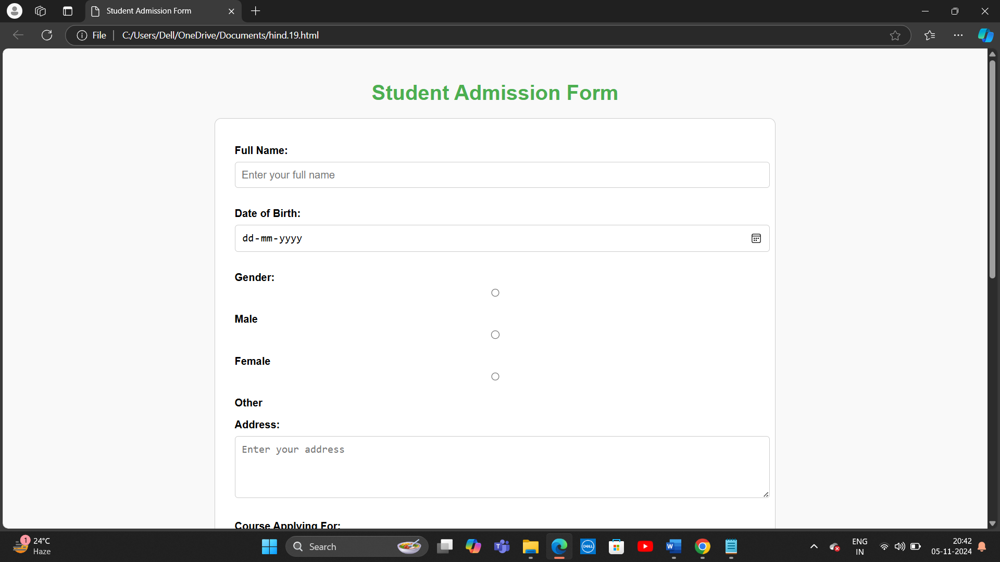 Student Admission Form
File
C:/Users/Dell/OneDrive/Documents/hind.19.html
Student Admission Form
Full Name:
Enter your full name
Date of Birth:
dd-mm-yyyy
Gender:
Male
Female
Other
Address:
Enter your address
Course Applying For:
1
24°C
Haze
Search
T
DELL
W
ENG
IN
20:42
05-11-2024